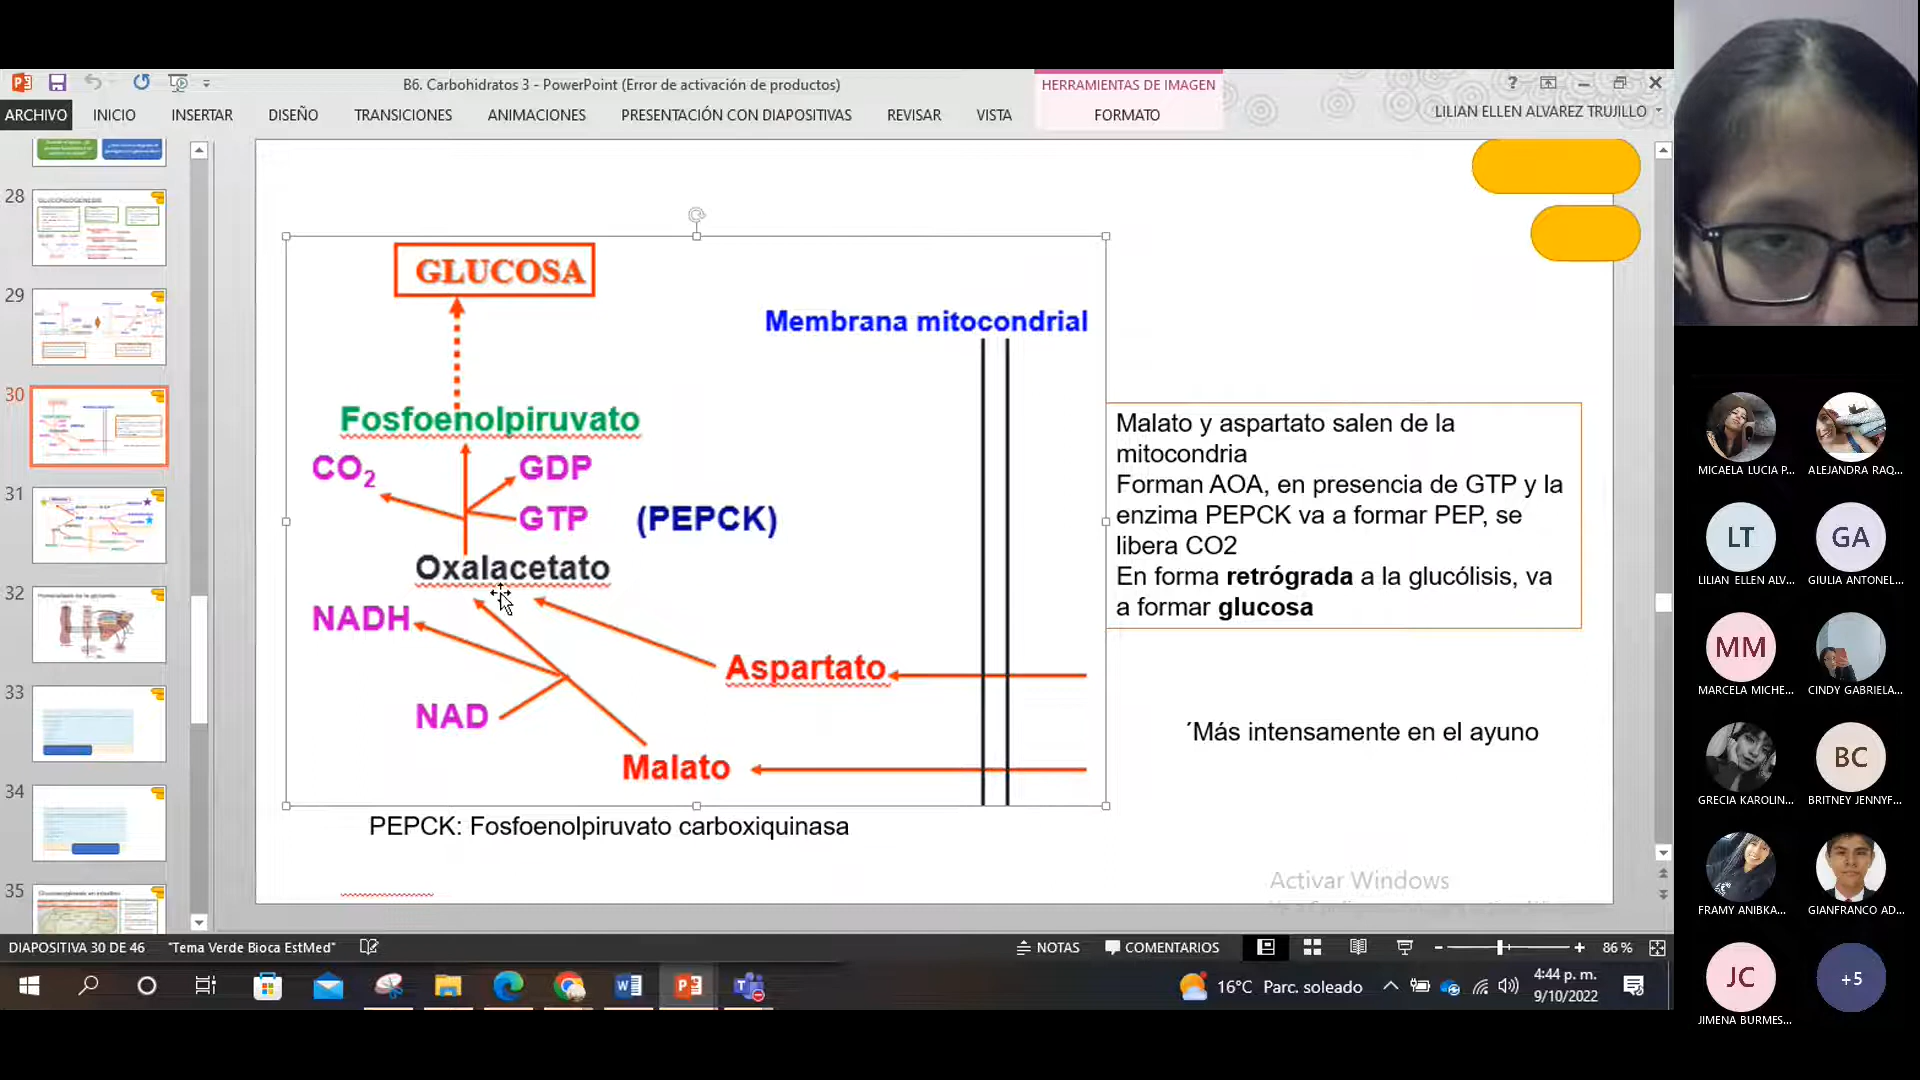 B6. Carbohidratos 3 - PowerPoint (Error de activación de productos)
HERRAMIENTAS DE IMAGEN
?
ARCHIVO
INICIO
INSERTAR
DISEÑO
TRANSICIONES
ANIMACIONES
PRESENTACIÓN CON DIAPOSITIVAS
REVISAR
VISTA
FORMATO
LILIAN ELLEN ALVAREZ TRUJILLO
28
29
30
31
32
33
34
35
GLUCOSA
Membrana mitocondrial
Fosfoenolpiruvato
CO2
GDP
GTP
(PEPCK)
Oxalacetato
NADH
Aspartato
NAD
Malato
PEPCK: Fosfoenolpiruvato carboxiquinasa
Malato y aspartato salen de la
mitocondria
Forman AOA, en presencia de GTP y la
enzima PEPCK va a formar PEP, se
libera CO2
En forma retrógrada a la glucólisis, va
a formar glucosa
´Más intensamente en el ayuno
Activar Windows
DIAPOSITIVA 30 DE 46
"Tema Verde Bioca EstMed"
NOTAS
COMENTARIOS
86 %
16°C Parc. soleado
4:44 p. m.
9/10/2022
MICAELA LUCIA P...
ALEJANDRA RAQ...
LT
GA
LILIAN ELLEN ALV...
GIULIA ANTONEL...
MM
MARCELA MICHE...
CINDY GABRIELA...
BC
GRECIA KAROLIN...
BRITNEY JENNYF...
FRAMY ANIBKA...
GIANFRANCO AD...
JC
+5
JIMENA BURMES...